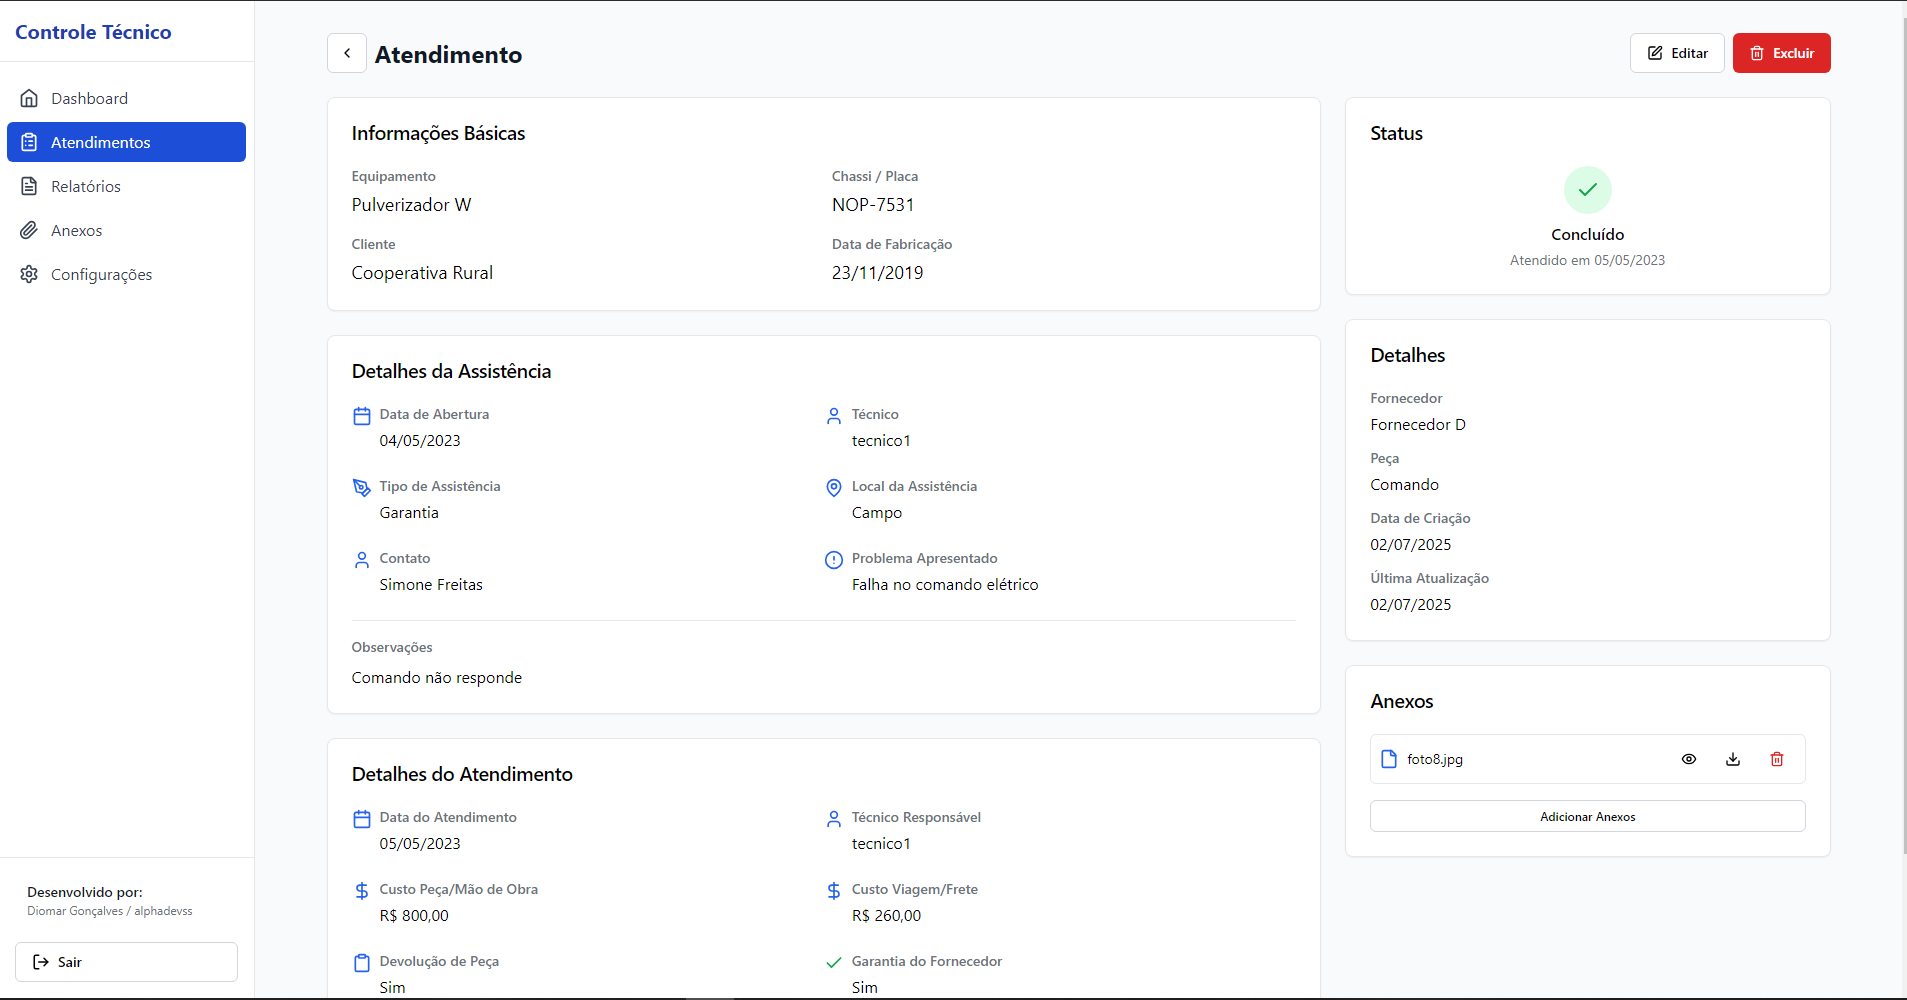 Controle Técnico
Dashboard
Atendimentos
Relatórios
Anexos
Configurações
Desenvolvido por:
Diomar Gonçalves / alphadevss
Sair
Atendimento
Editar
Excluir
Informações Básicas
Equipamento
Pulverizador W
Chassi / Placa
NOP-7531
Cliente
Cooperativa Rural
Data de Fabricação
23/11/2019
Detalhes da Assistência
Data de Abertura
04/05/2023
Técnico
tecnico1
Tipo de Assistência
Garantia
Local da Assistência
Campo
Contato
Simone Freitas
Problema Apresentado
Falha no comando elétrico
Observações
Comando não responde
Detalhes do Atendimento
Data do Atendimento
05/05/2023
Técnico Responsável
tecnico1
Custo Peça/Mão de Obra
R$ 800,00
Custo Viagem/Frete
R$ 260,00
Devolução de Peça
Sim
Garantia do Fornecedor
Sim
Status
Concluído
Atendido em 05/05/2023
Detalhes
Fornecedor
Fornecedor D
Peça
Comando
Data de Criação
02/07/2025
Última Atualização
02/07/2025
Anexos
foto8.jpg
Adicionar Anexos